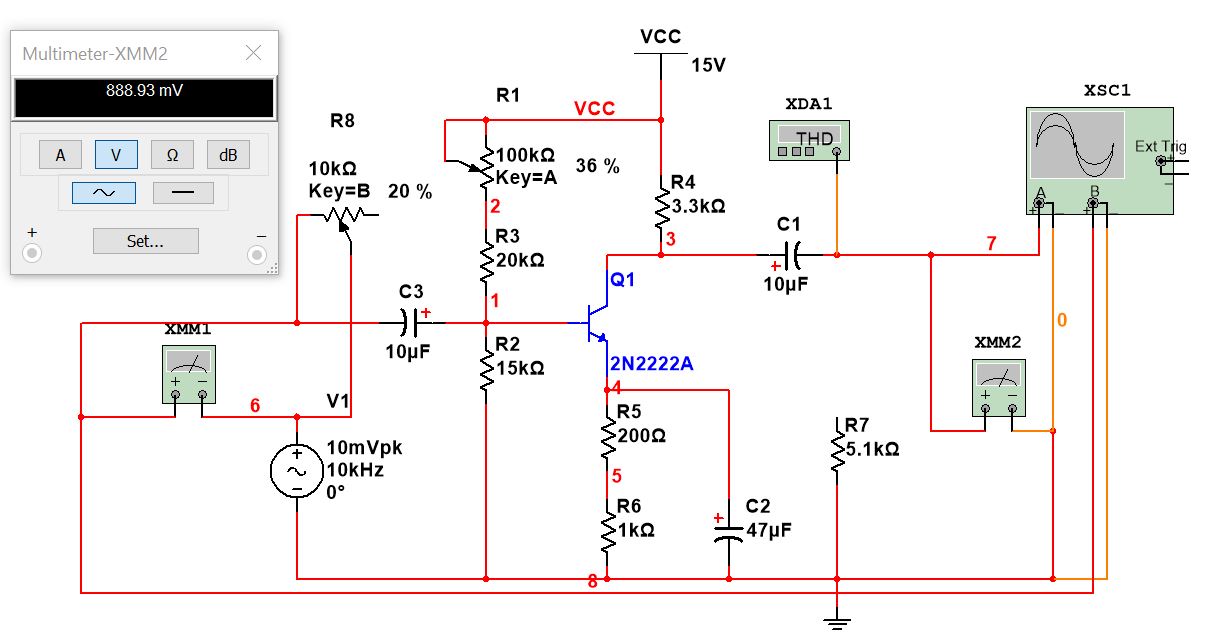 Multimeter-XMM2
888.93 mV
A
V
Ω
dB
Set...
+
−
VCC
15V
VCC
R1
100kΩ
Key=A
36 %
R8
10kΩ
Key=B
20 %
2
R3
20kΩ
1
R4
3.3kΩ
3
XDA1
THD
XSC1
Ext Trig
+
−
A
B
+
−
+
−
C1
+
10µF
7
Q1
2N2222A
C3
+
10µF
XMM1
+
−
R2
15kΩ
0
XMM2
+
−
4
6
V1
10mVpk
10kHz
0°
+
−
R5
200Ω
R7
5.1kΩ
5
R6
1kΩ
C2
+
47µF
8